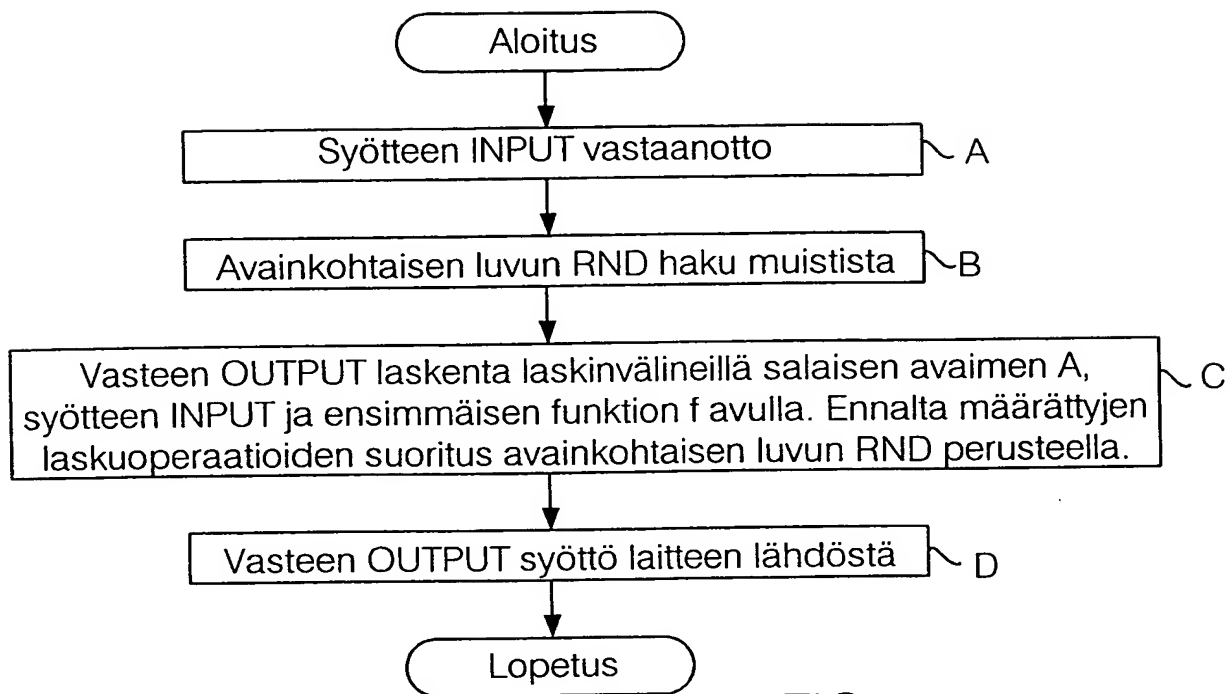 Aloitus
Syötteen INPUT vastaanotto
A
Avainkohtaisen luvun RND haku muistista
B
Vasteen OUTPUT laskenta laskinvälineillä salaisen avaimen A,
syötteen INPUT ja ensimmäisen funktion f avulla. Ennalta määrättyjen
laskuoperaatioiden suoritus avainkohtaisen luvun RND perusteella.
C
Vasteen OUTPUT syöttö laitteen lähdöstä
D
Lopetus